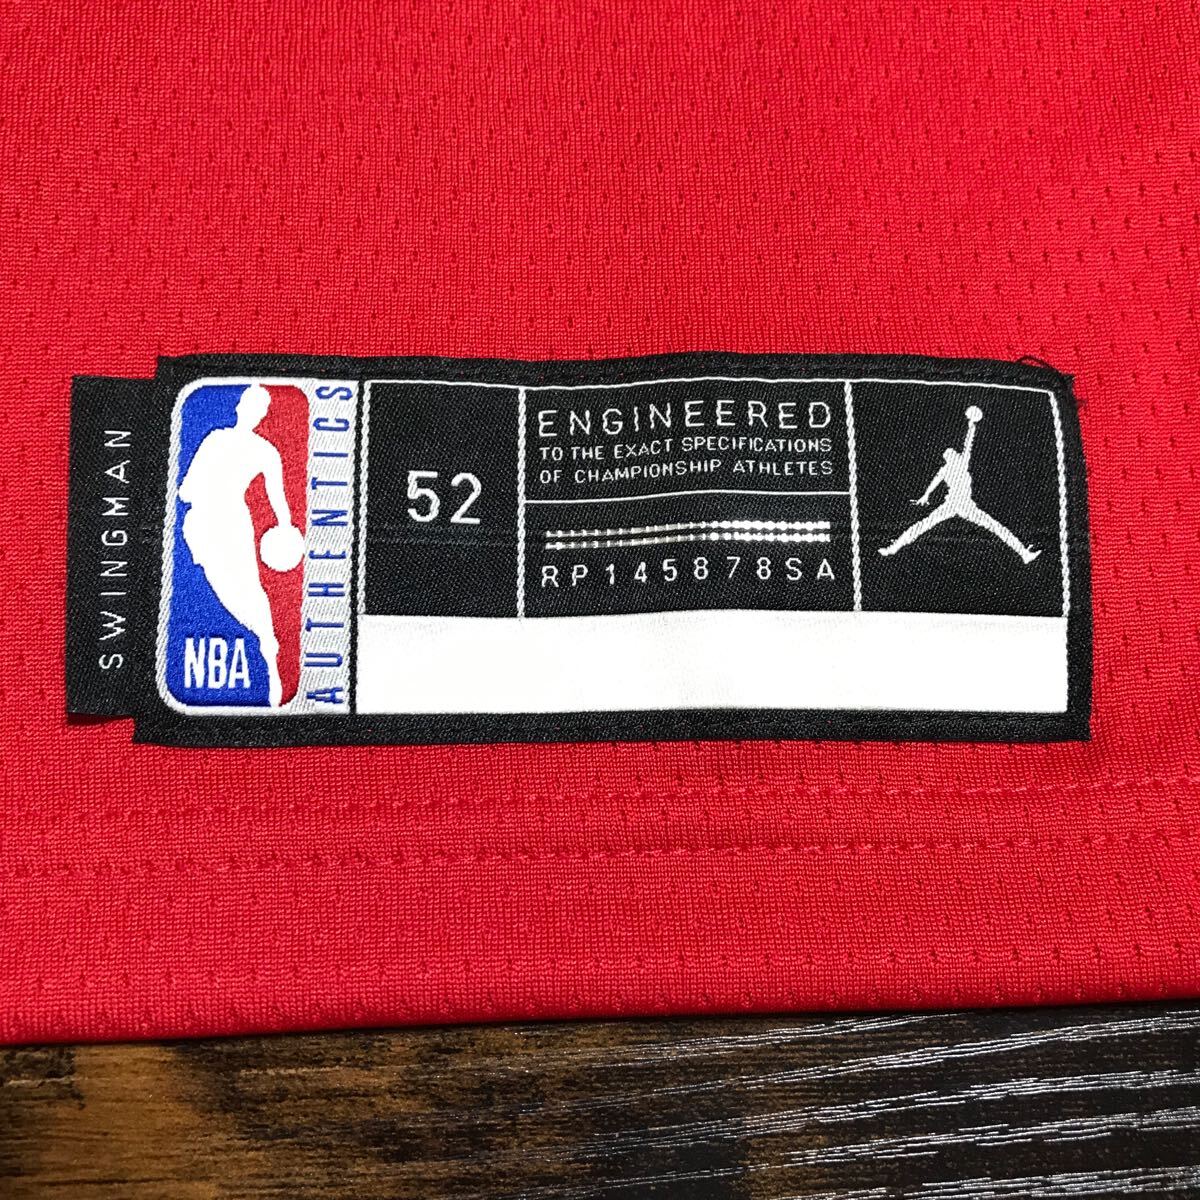 SWINGMAN
NBA
AUTHENTICS
52
ENGINEERED
TO THE EXACT SPECIFICATIONS
OF CHAMPIONSHIP ATHLETES
RP145878SA